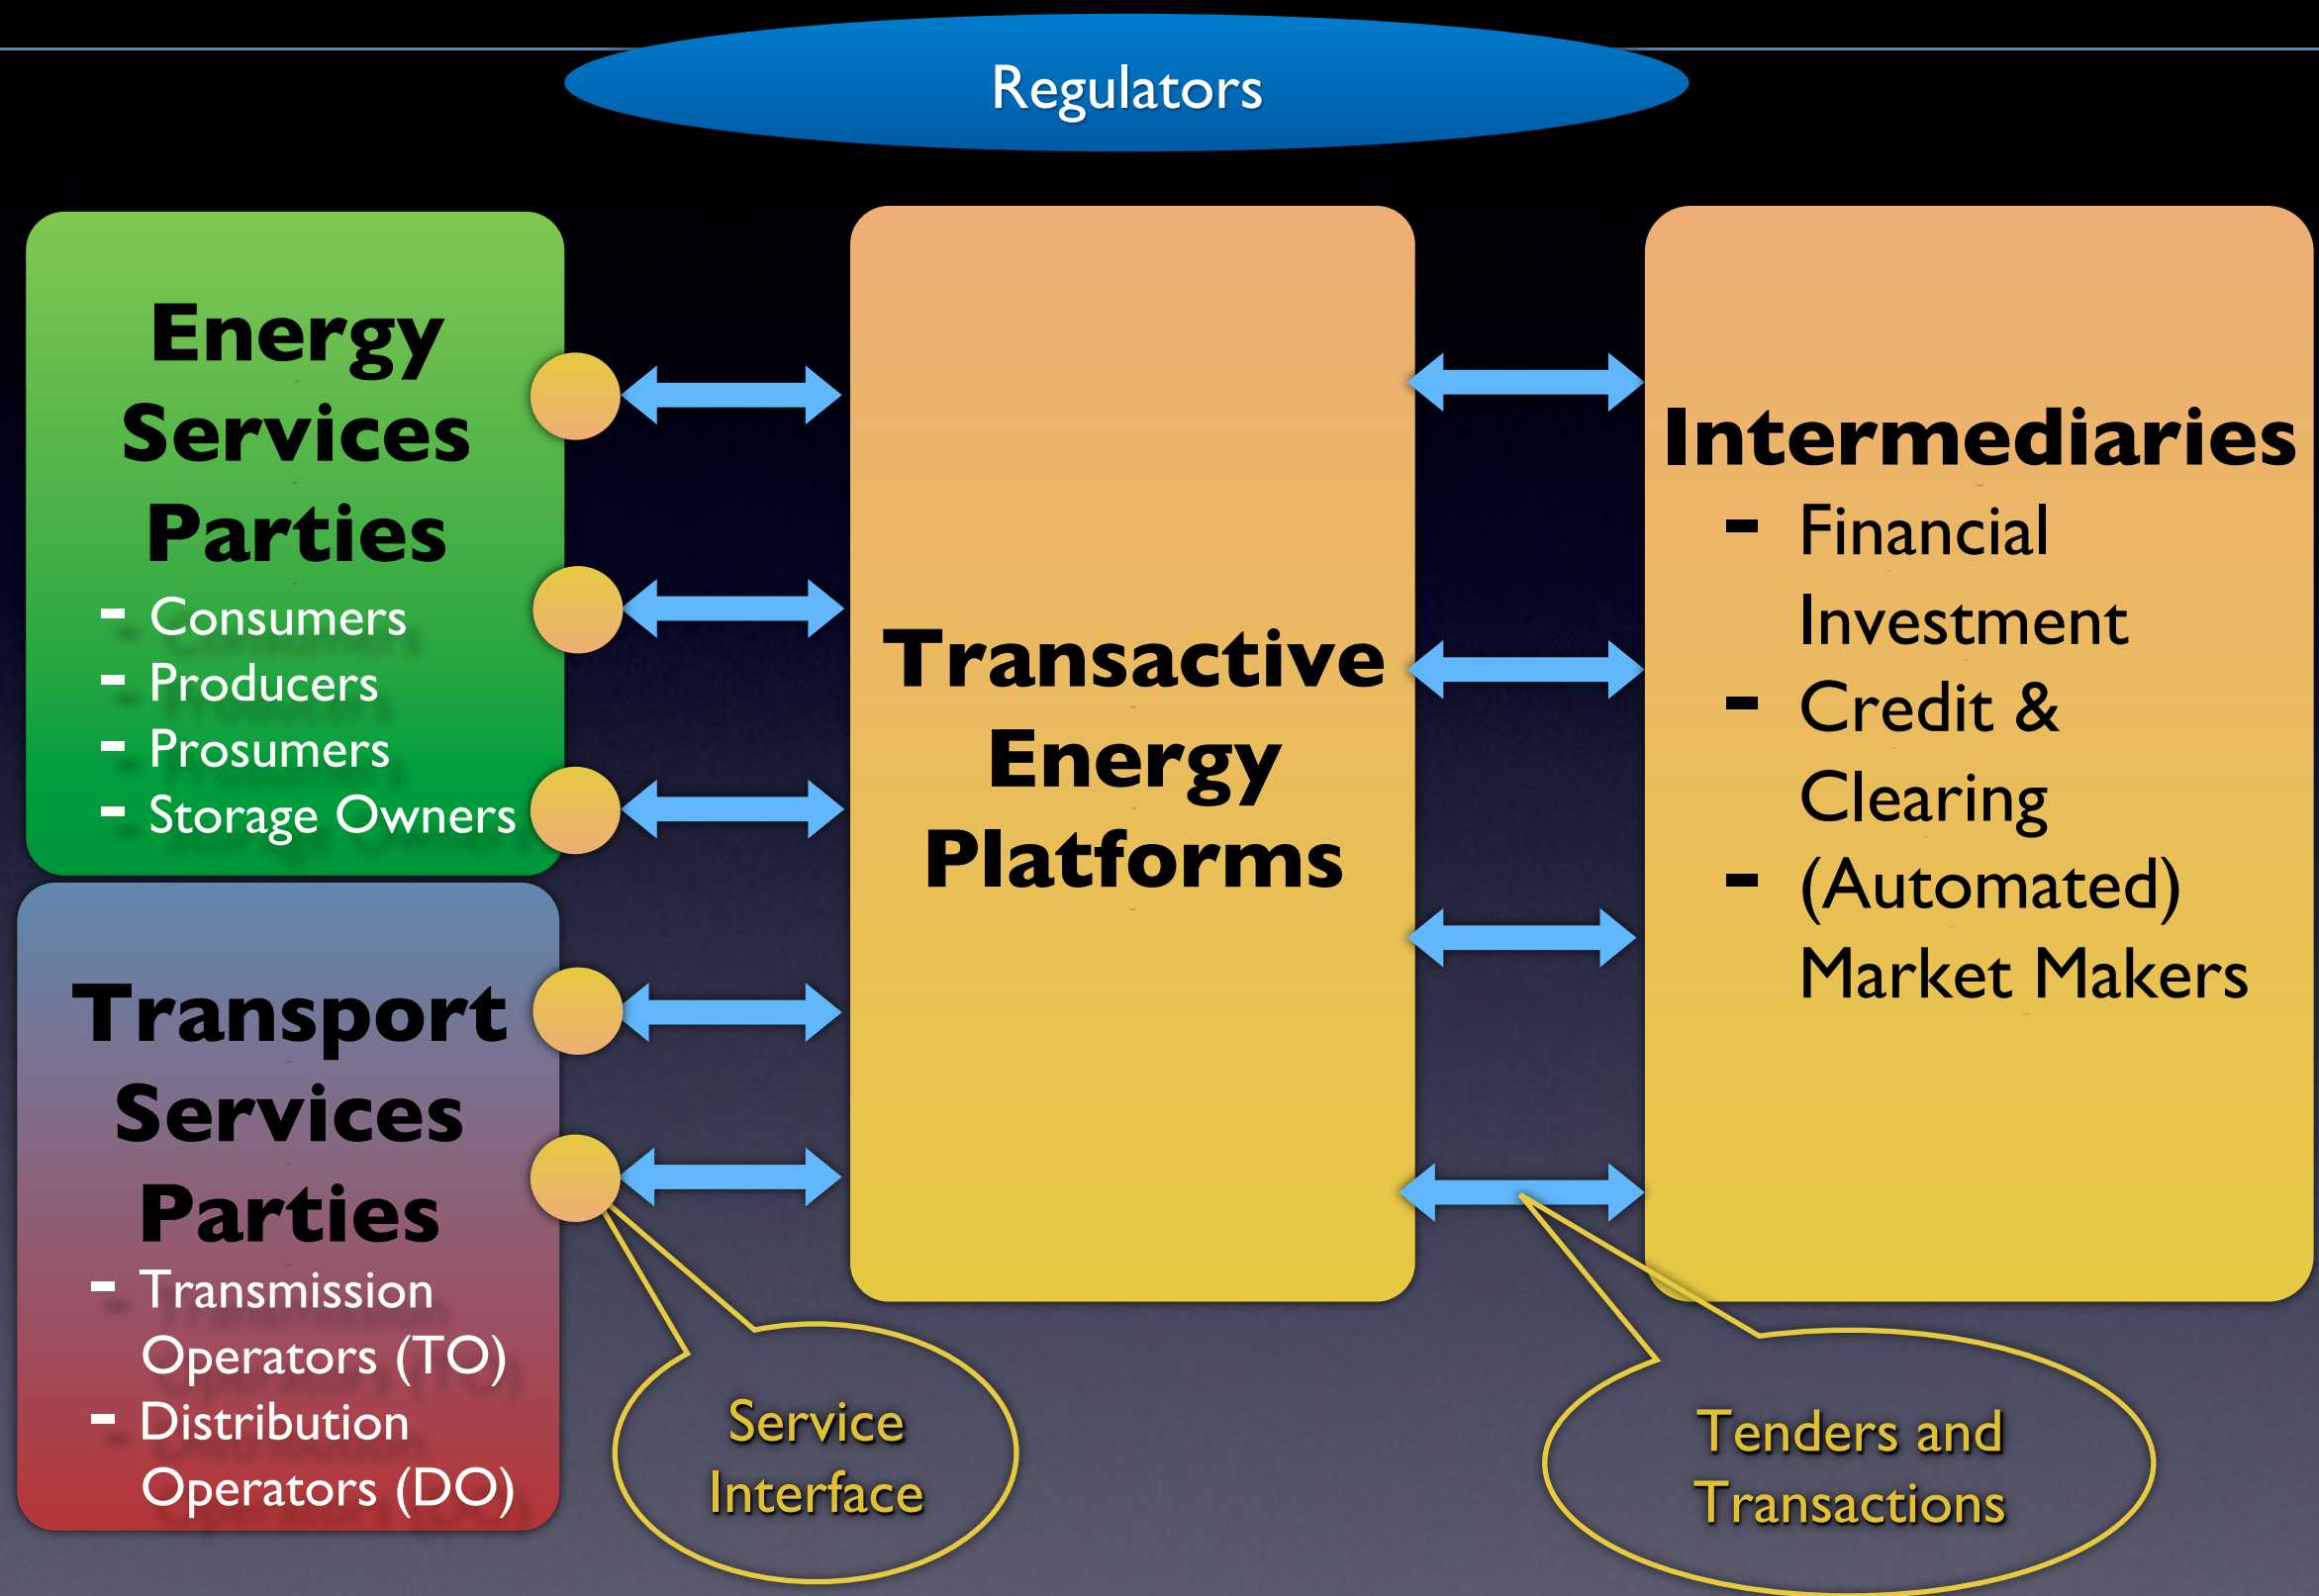 Regulators
Energy
Services
Parties
- Consumers
- Producers
- Prosumers
- Storage Owners
Transport
Services
Parties
- Transmission
Operators (TO)
- Distribution
Operators (DO)
Transactive
Energy
Platforms
Intermediaries
- Financial
Investment
- Credit &
Clearing
- (Automated)
Market Makers
Service
Interface
Tenders and
Transactions